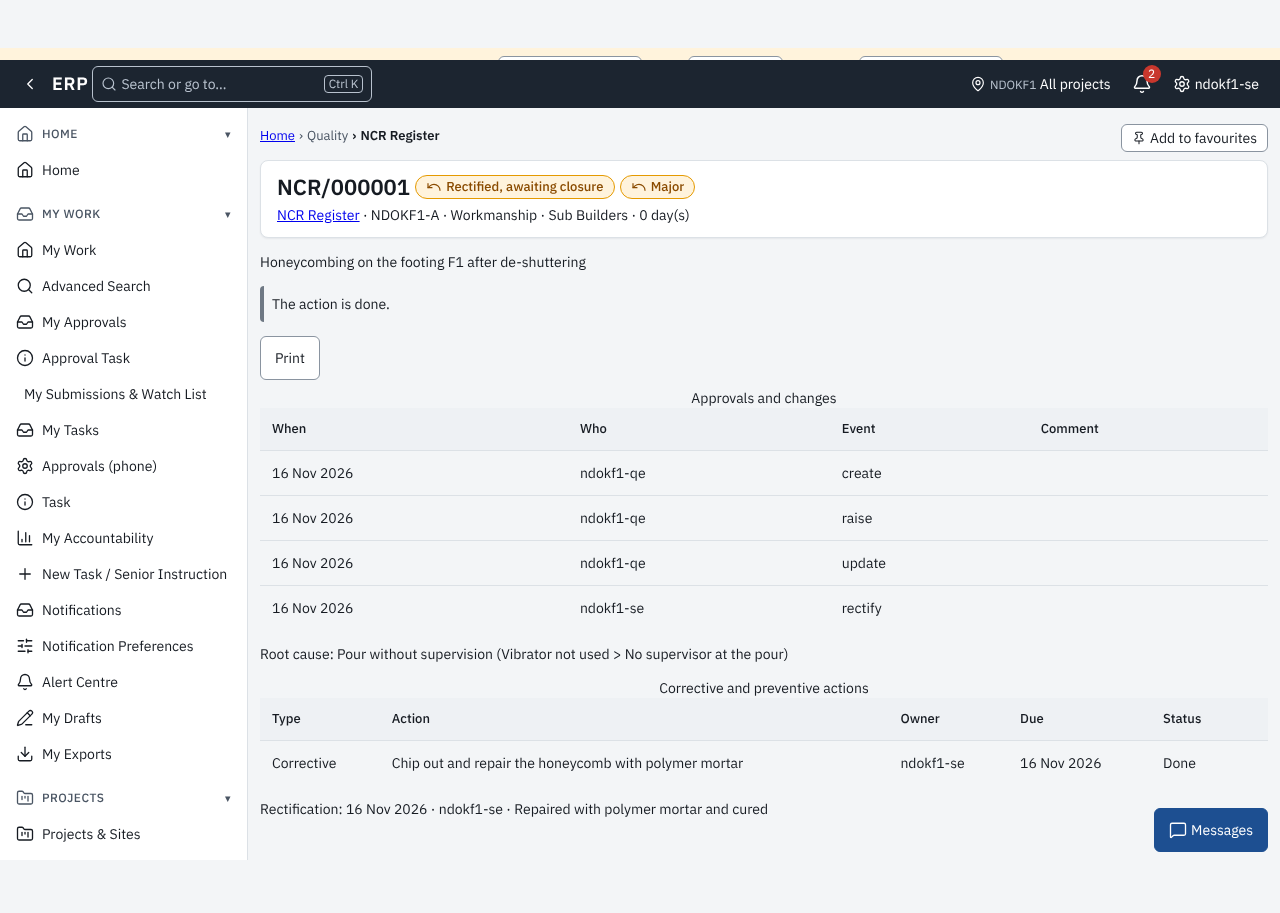 ERP
Search or go to...
Ctrl K
NDOKF1 All projects
2
ndokf1-se
HOME
Home
MY WORK
My Work
Advanced Search
My Approvals
Approval Task
My Submissions & Watch List
My Tasks
Approvals (phone)
Task
My Accountability
New Task / Senior Instruction
Notifications
Notification Preferences
Alert Centre
My Drafts
My Exports
PROJECTS
Projects & Sites
Home › Quality › NCR Register
Add to favourites
NCR/000001 Rectified, awaiting closure Major
NCR Register · NDOKF1-A · Workmanship · Sub Builders · 0 day(s)
Honeycombing on the footing F1 after de-shuttering
The action is done.
Print
Approvals and changes
When Who Event Comment
16 Nov 2026 ndokf1-qe create
16 Nov 2026 ndokf1-qe raise
16 Nov 2026 ndokf1-qe update
16 Nov 2026 ndokf1-se rectify
Root cause: Pour without supervision (Vibrator not used > No supervisor at the pour)
Corrective and preventive actions
Type Action Owner Due Status
Corrective Chip out and repair the honeycomb with polymer mortar ndokf1-se 16 Nov 2026 Done
Rectification: 16 Nov 2026 · ndokf1-se · Repaired with polymer mortar and cured
Messages